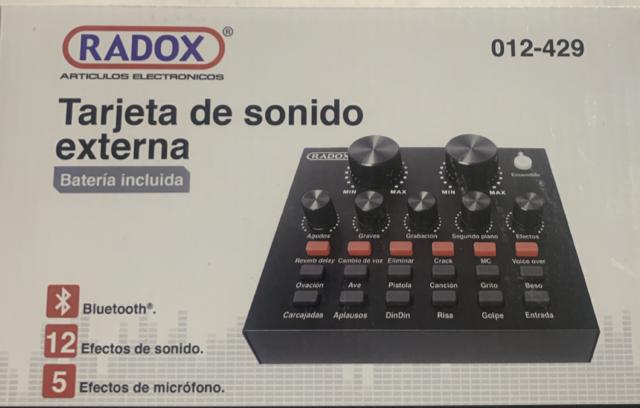 RADOX®
ARTICULOS ELECTRONICOS
012-429
Tarjeta de sonido
externa
Batería incluida
RADOX
MIN MAX MIN MAX
Encendido
Agudos Graves Grabación Segundo plano Efectos
Reverb delay Cambio de voz Eliminar Crack MC Voice over
Ovación Ave Pistola Canción Grito Beso
Carcajadas Aplausos DinDin Risa Golpe Entrada
Bluetooth®.
12 Efectos de sonido.
5 Efectos de micrófono.